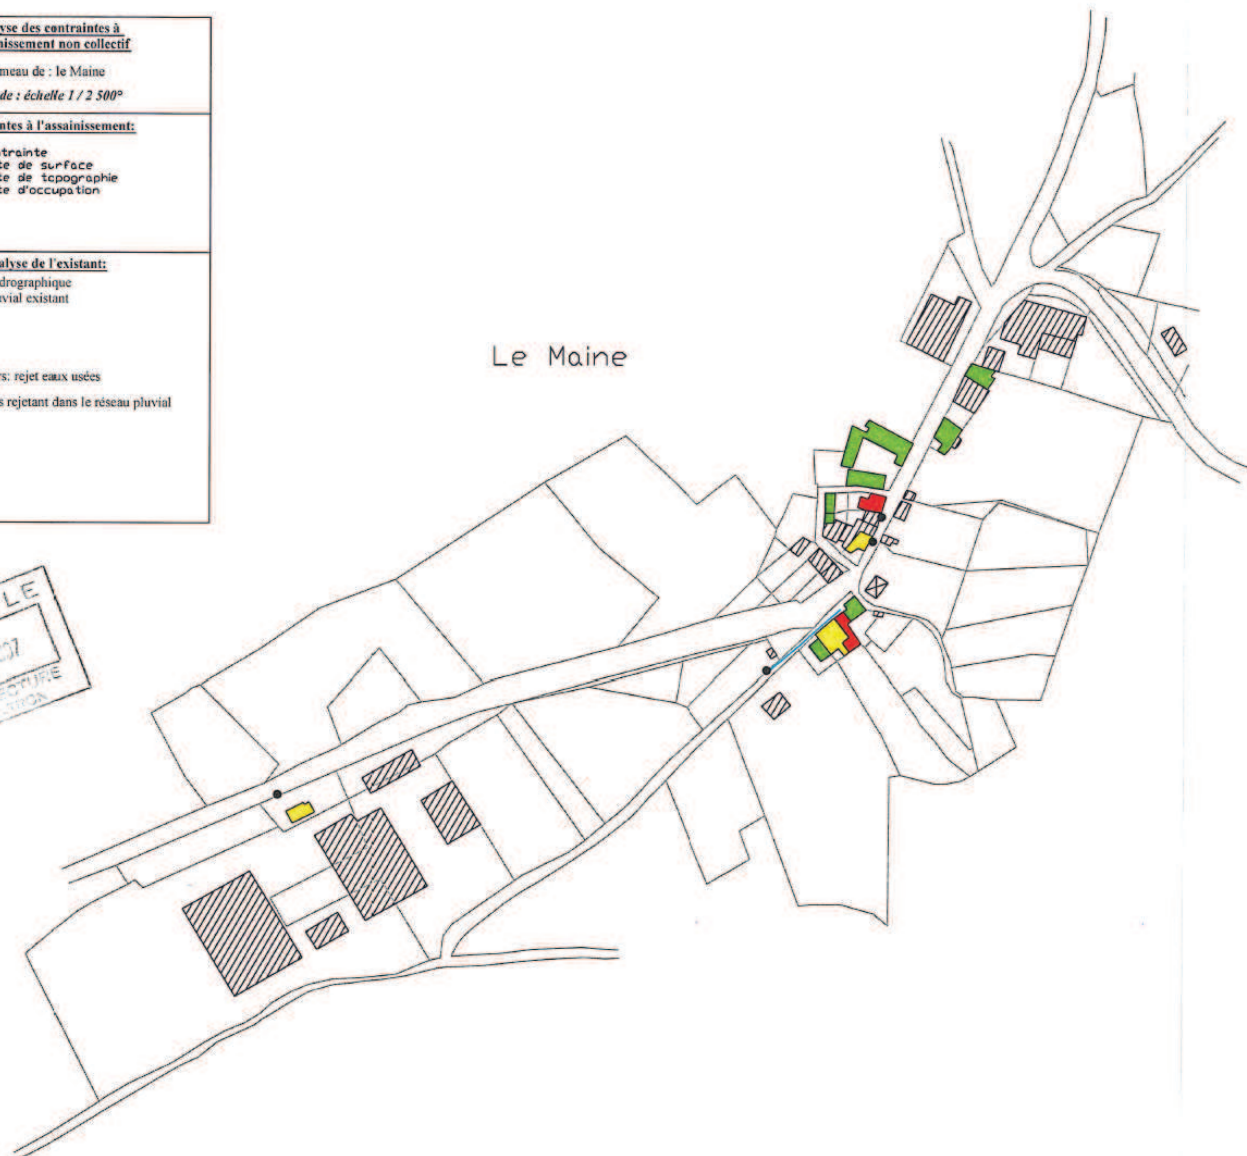 yse des contraintes à
nissement non collectif
meau de : le Maine
de : échelle 1 / 2 500°
ntes à l'assainissement:
trainte
te de surface
te de topographie
te d'occupation
alyse de l'existant:
drographique
vial existant
rs: rejet eaux usées
s rejetant dans le réseau pluvial
Le Maine
LE